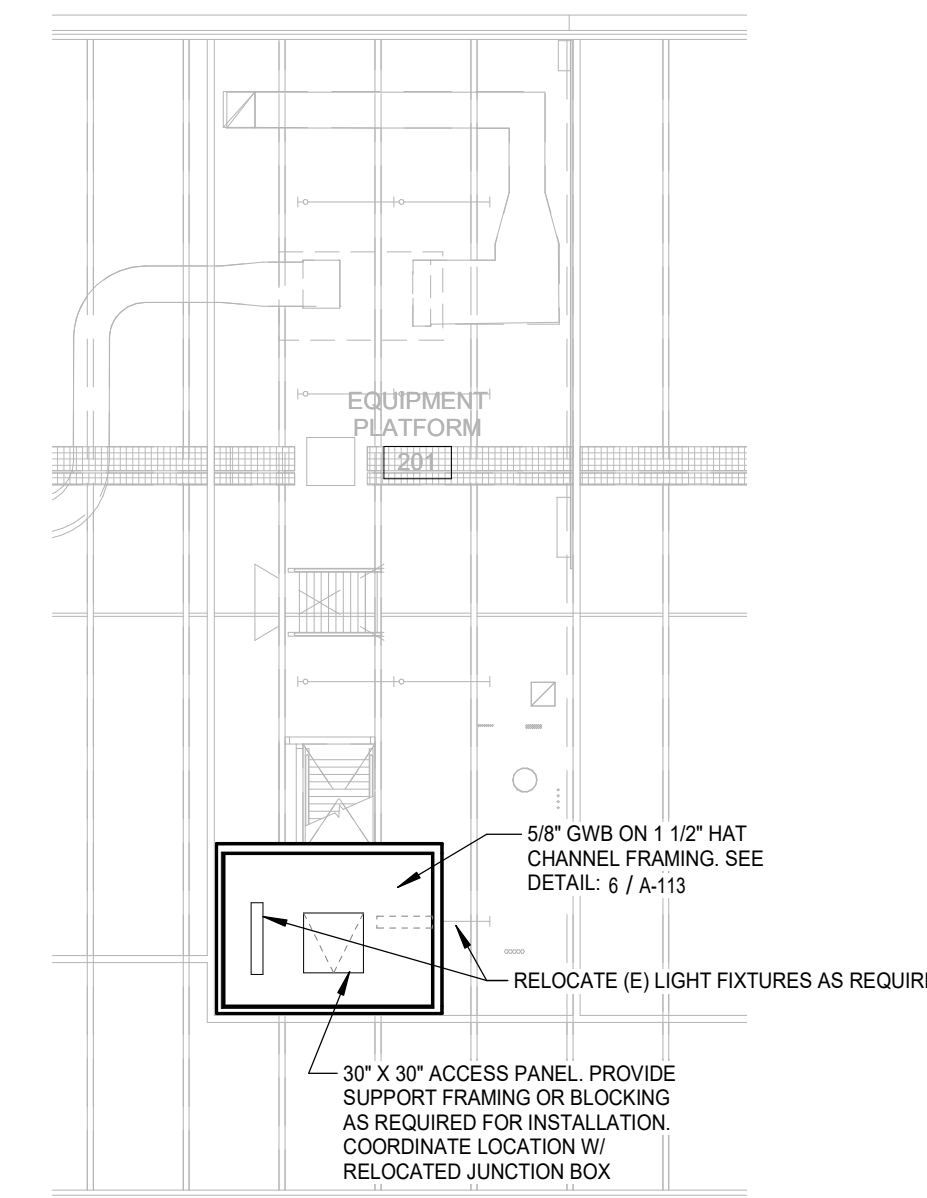 EQUIPMENT
PLATFORM
201
5/8" GWB ON 1 1/2" HAT
CHANNEL FRAMING. SEE
DETAIL: 6 / A-113
RELOCATE (E) LIGHT FIXTURES AS REQUIR
30" X 30" ACCESS PANEL. PROVIDE
SUPPORT FRAMING OR BLOCKING
AS REQUIRED FOR INSTALLATION.
COORDINATE LOCATION W/
RELOCATED JUNCTION BOX